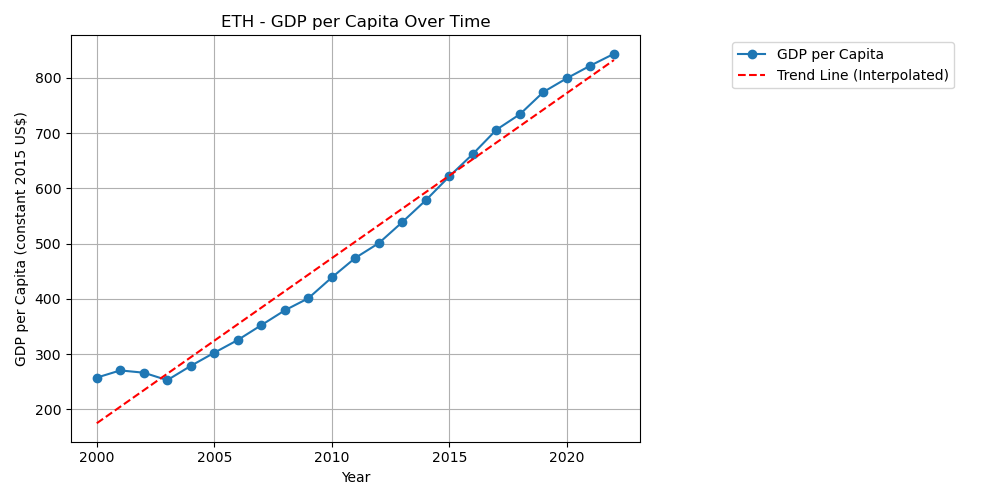 ETH - GDP per Capita Over Time
GDP per Capita
Trend Line (Interpolated)
GDP per Capita (constant 2015 US$)
800
700
600
500
400
300
200
2000 2005 2010 2015 2020
Year